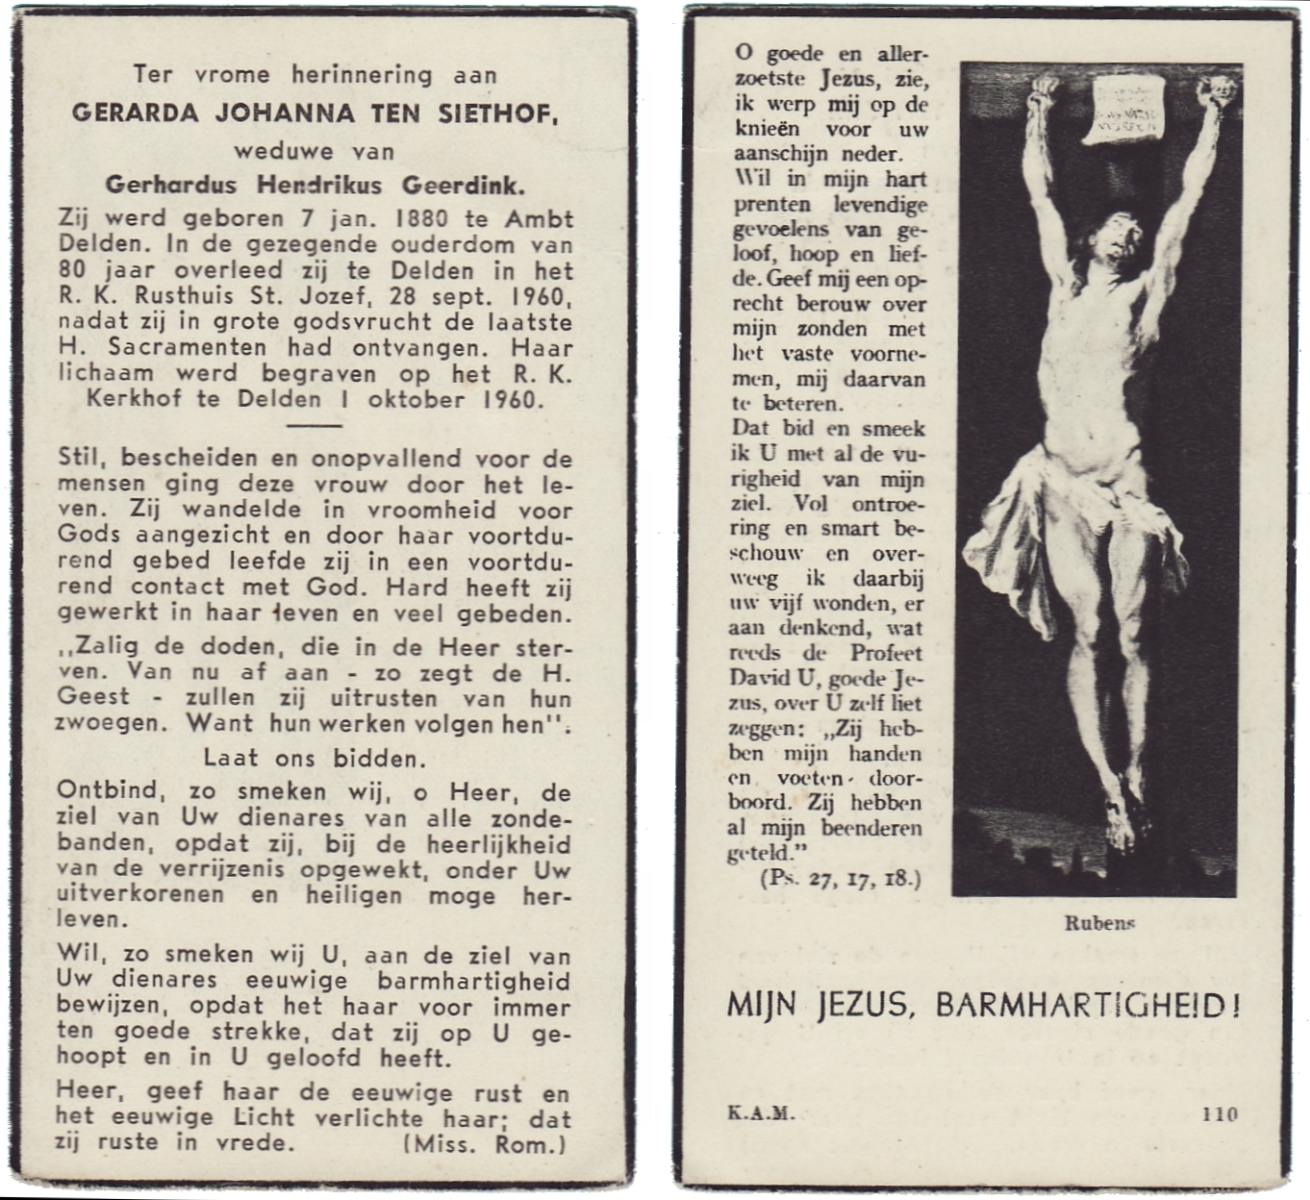 Ter vrome herinnering aan
GERARDA JOHANNA TEN SIETHOF,
weduwe van
Gerhardus Hendrikus Geerdink.
Zij werd geboren 7 jan. 1880 te Ambt
Delden. In de gezegende ouderdom van
80 jaar overleed zij te Delden in het
R. K. Rusthuis St. Jozef, 28 sept. 1960,
nadat zij in grote godsvrucht de laatste
H. Sacramenten had ontvangen. Haar
lichaam werd begraven op het R. K.
Kerkhof te Delden 1 oktober 1960.
Stil, bescheiden en onopvallend voor de
mensen ging deze vrouw door het le-
ven. Zij wandelde in vroomheid voor
Gods aangezicht en door haar voortdu-
rend gebed leefde zij in een voortdu-
rend contact met God. Hard heeft zij
gewerkt in haar leven en veel gebeden.
,,Zalig de doden, die in de Heer ster-
ven. Van nu af aan - zo zegt de H.
Geest - zullen zij uitrusten van hun
zwoegen. Want hun werken volgen hen".
Laat ons bidden.
Ontbind, zo smeken wij, o Heer, de
ziel van Uw dienares van alle zonde-
banden, opdat zij, bij de heerlijkheid
van de verrijzenis opgewekt, onder Uw
uitverkorenen en heiligen moge her-
leven.
Wil, zo smeken wij U, aan de ziel van
Uw dienares eeuwige barmhartigheid
bewijzen, opdat het haar voor immer
ten goede strekke, dat zij op U ge-
hoopt en in U geloofd heeft.
Heer, geef haar de eeuwige rust en
het eeuwige Licht verlichte haar; dat
zij ruste in vrede. (Miss. Rom.)
O goede en aller-
zoetste Jezus, zie,
ik werp mij op de
knieën voor uw
aanschijn neder.
Wil in mijn hart
prenten levendige
gevoelens van ge-
loof, hoop en lief-
de. Geef mij een op-
recht berouw over
mijn zonden met
het vaste voorne-
men, mij daarvan
te beteren.
Dat bid en smeek
ik U met al de vu-
righeid van mijn
ziel. Vol ontroe-
ring en smart be-
schouw en over-
weeg ik daarbij
uw vijf wonden, er
aan denkend, wat
reeds de Profeet
David U, goede Je-
zus, over U zelf liet
zeggen: „Zij heb-
ben mijn handen
en voeten door-
boord. Zij hebben
al mijn beenderen
geteld.”
(Ps. 27, 17, 18.)
Rubens
MIJN JEZUS, BARMHARTIGHEID!
K.A.M. 110